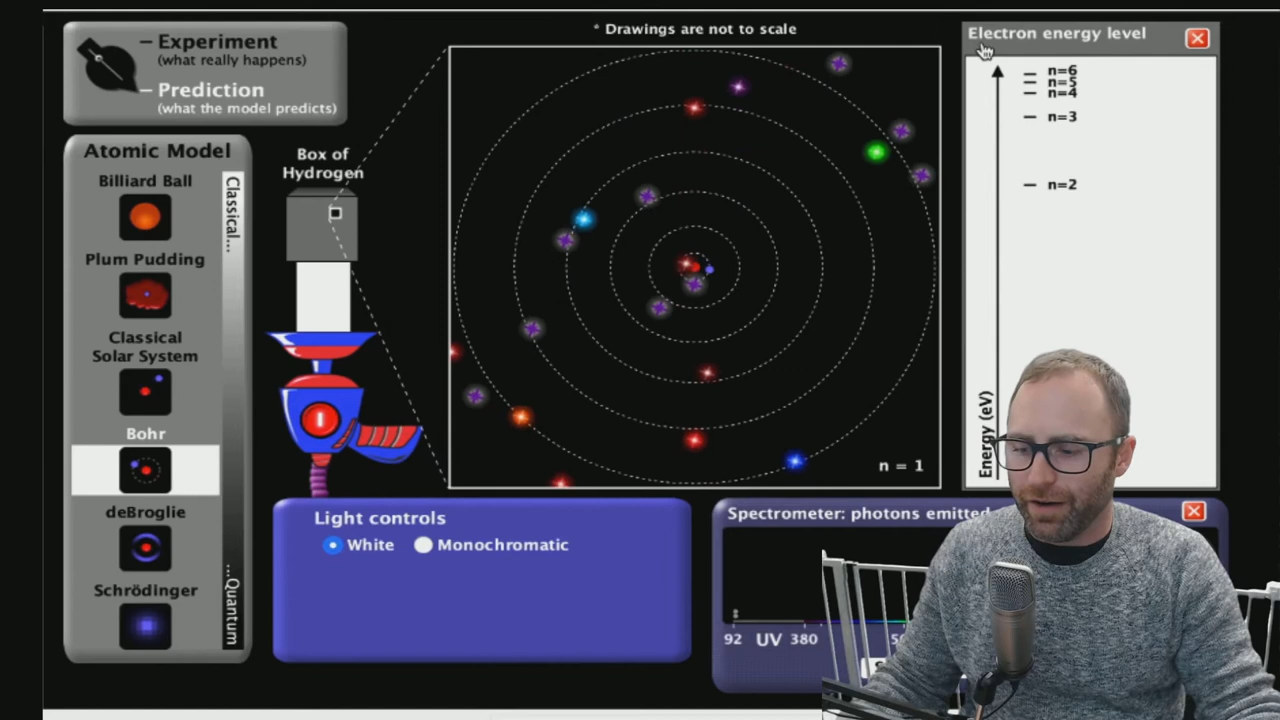 * Drawings are not to scale
Experiment
(what really happens)
Prediction
(what the model predicts)
Electron energy level
n=6
n=5
n=4
n=3
n=2
Energy (eV)
Atomic Model
Billiard Ball
Plum Pudding
Classical
Solar System
Bohr
deBroglie
Schrödinger
Classical...
...Quantum
Box of
Hydrogen
n = 1
Light controls
White
Monochromatic
Spectrometer: photons emitted
92 UV 380